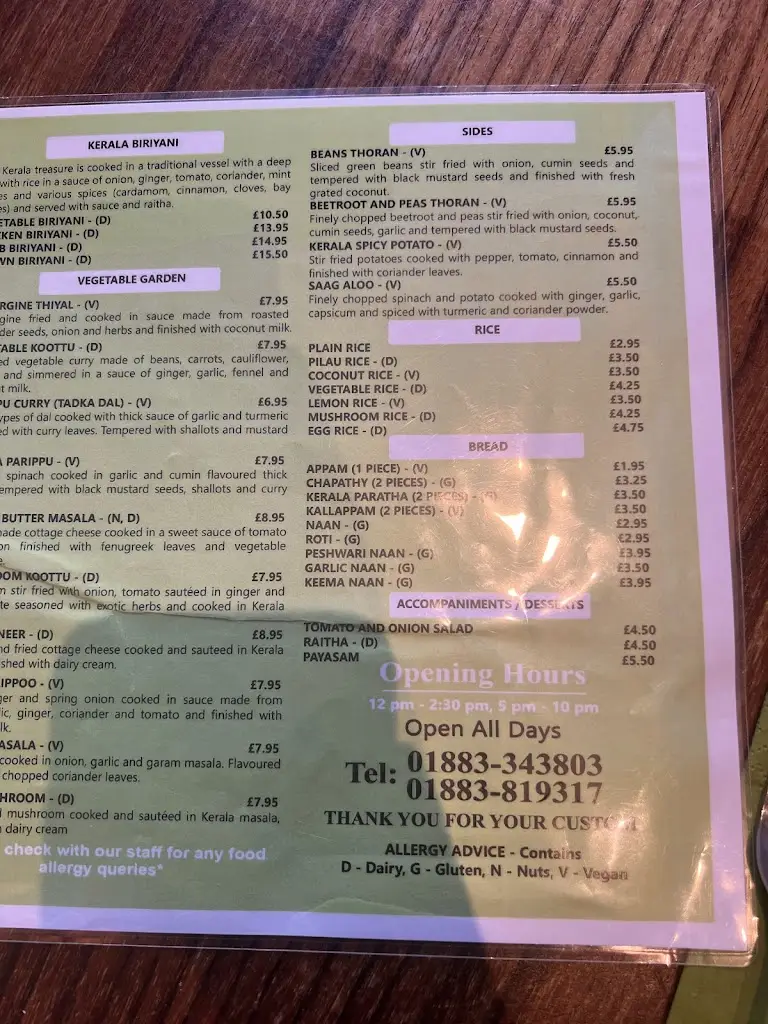 KERALA BIRIYANI
Kerala treasure is cooked in a traditional vessel with a deep
with rice in a sauce of onion, ginger, tomato, coriander, mint
and various spices (cardamom, cinnamon, cloves, bay
and served with sauce and raita.
ETABLE BIRIYANI - (D) £10.50
KEN BIRIYANI - (D) £13.95
B BIRIYANI - (D) £14.95
WN BIRIYANI - (D) £15.50
VEGETABLE GARDEN
RGINE THIYAL - (V) £7.95
gine fried and cooked in sauce made from roasted
der seeds, onion and herbs and finished with coconut milk.
TABLE KOOTTU - (D) £7.95
ed vegetable curry made of beans, carrots, cauliflower,
and simmered in a sauce of ginger, garlic, fennel and
t milk.
PU CURRY (TADKA DAL) - (V) £6.95
ypes of dal cooked with thick sauce of garlic and turmeric
ed with curry leaves. Tempered with shallots and mustard
A PARIPPU - (V) £7.95
spinach cooked in garlic and cumin flavoured thick
empered with black mustard seeds, shallots and curry
BUTTER MASALA - (N, D) £8.95
made cottage cheese cooked in a sweet sauce of tomato
on finished with fenugreek leaves and vegetable
OOM KOOTTU - (D) £7.95
m stir fried with onion, tomato sautéed in ginger and
te seasoned with exotic herbs and cooked in Kerala
NEER - (D) £8.95
nd fried cottage cheese cooked and sauteed in Kerala
shed with dairy cream.
IPPOO - (V) £7.95
ger and spring onion cooked in sauce made from
lic, ginger, coriander and tomato and finished with
lk.
ASALA - (V) £7.95
cooked in onion, garlic and garam masala. Flavoured
chopped coriander leaves.
HROOM - (D) £7.95
d mushroom cooked and sautéed in Kerala masala,
dairy cream
check with our staff for any food
allergy queries*
SIDES
BEANS THORAN - (V) £5.95
Sliced green beans stir fried with onion, cumin seeds and
tempered with black mustard seeds and finished with fresh
grated coconut.
BEETROOT AND PEAS THORAN - (V) £5.95
Finely chopped beetroot and peas stir fried with onion, coconut,
cumin seeds, garlic and tempered with black mustard seeds.
KERALA SPICY POTATO - (V) £5.50
Stir fried potatoes cooked with pepper, tomato, cinnamon and
finished with coriander leaves.
SAAG ALOO - (V) £5.50
Finely chopped spinach and potato cooked with ginger, garlic,
capsicum and spiced with turmeric and coriander powder.
RICE
PLAIN RICE £2.95
PILAU RICE - (D) £3.50
COCONUT RICE - (V) £3.50
VEGETABLE RICE - (D) £4.25
LEMON RICE - (V) £3.50
MUSHROOM RICE - (D) £4.25
EGG RICE - (D) £4.75
BREAD
APPAM (1 PIECE) - (V) £1.95
CHAPATHY (2 PIECES) - (G) £3.25
KERALA PARATHA (2 PIECES) - (G) £3.50
KALLAPPAM (2 PIECES) - (V) £3.50
NAAN - (G) £2.95
ROTI - (G) £2.95
PESHWARI NAAN - (G) £3.95
GARLIC NAAN - (G) £3.50
KEEMA NAAN - (G) £3.95
ACCOMPANIMENTS / DESSERTS
TOMATO AND ONION SALAD £4.50
RAITHA - (D) £4.50
PAYASAM £5.50
Opening Hours
12 pm - 2:30 pm, 5 pm - 10 pm
Open All Days
Tel: 01883-343803
01883-819317
THANK YOU FOR YOUR CUSTOM
ALLERGY ADVICE - Contains
D - Dairy, G - Gluten, N - Nuts, V - Vegan